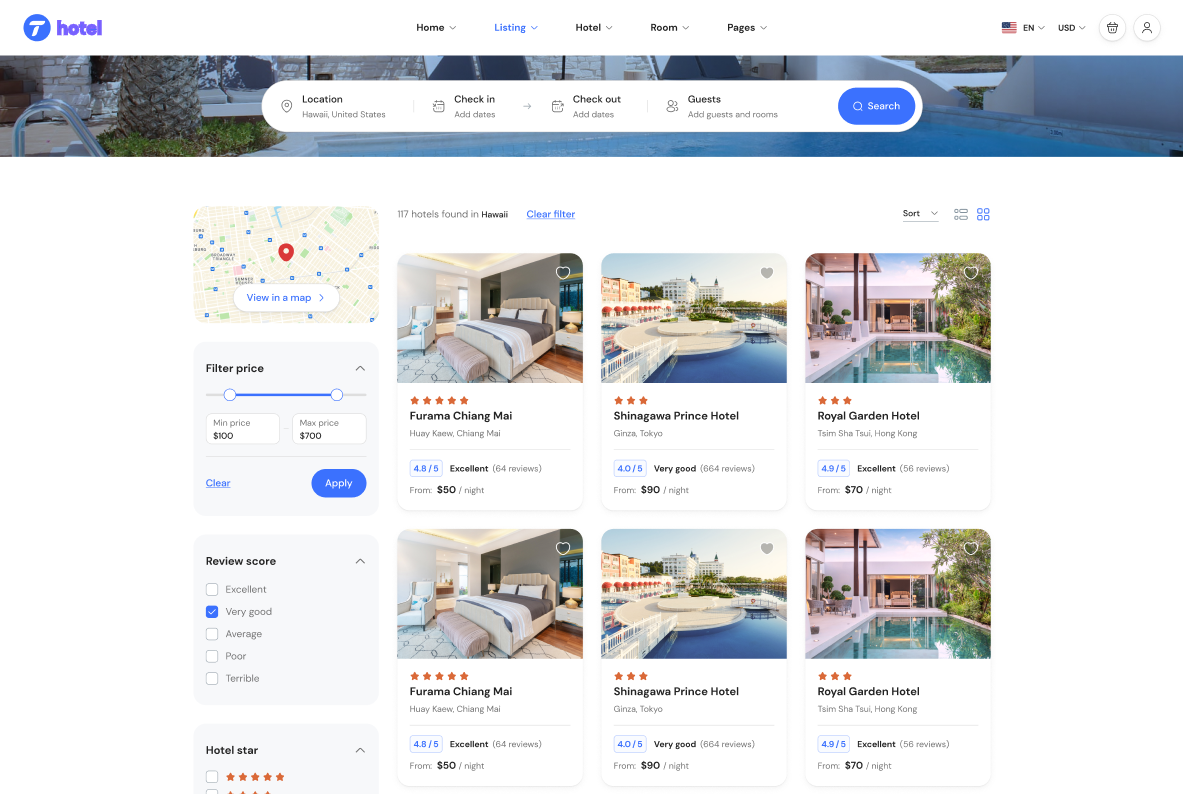 hotel
Home
Listing
Hotel
Room
Pages
EN
USD
Location
Hawaii, United States
Check in
Add dates
Check out
Add dates
Guests
Add guests and rooms
Search
BROADWAY
TRIANGLE
View in a map
117 hotels found in Hawaii
Clear filter
Sort
Filter price
Min price
$100
Max price
$700
Clear
Apply
Review score
Excellent
Very good
Average
Poor
Terrible
Hotel star
Furama Chiang Mai
Huay Kaew, Chiang Mai
4.8 / 5 Excellent (64 reviews)
From: $50 / night
Shinagawa Prince Hotel
Ginza, Tokyo
4.0 / 5 Very good (664 reviews)
From: $90 / night
Royal Garden Hotel
Tsim Sha Tsui, Hong Kong
4.9 / 5 Excellent (56 reviews)
From: $70 / night
Furama Chiang Mai
Huay Kaew, Chiang Mai
4.8 / 5 Excellent (64 reviews)
From: $50 / night
Shinagawa Prince Hotel
Ginza, Tokyo
4.0 / 5 Very good (664 reviews)
From: $90 / night
Royal Garden Hotel
Tsim Sha Tsui, Hong Kong
4.9 / 5 Excellent (56 reviews)
From: $70 / night